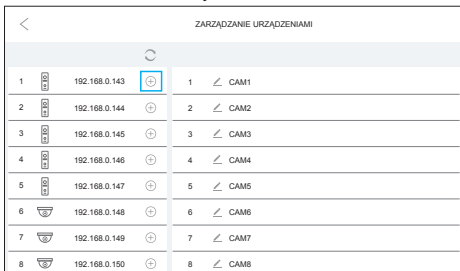 ZARZĄDZANIE URZĄDZENIAMI
1 192.168.0.143 1 CAM1
2 192.168.0.144 2 CAM2
3 192.168.0.145 3 CAM3
4 192.168.0.146 4 CAM4
5 192.168.0.147 5 CAM5
6 192.168.0.148 6 CAM6
7 192.168.0.149 7 CAM7
8 192.168.0.150 8 CAM8